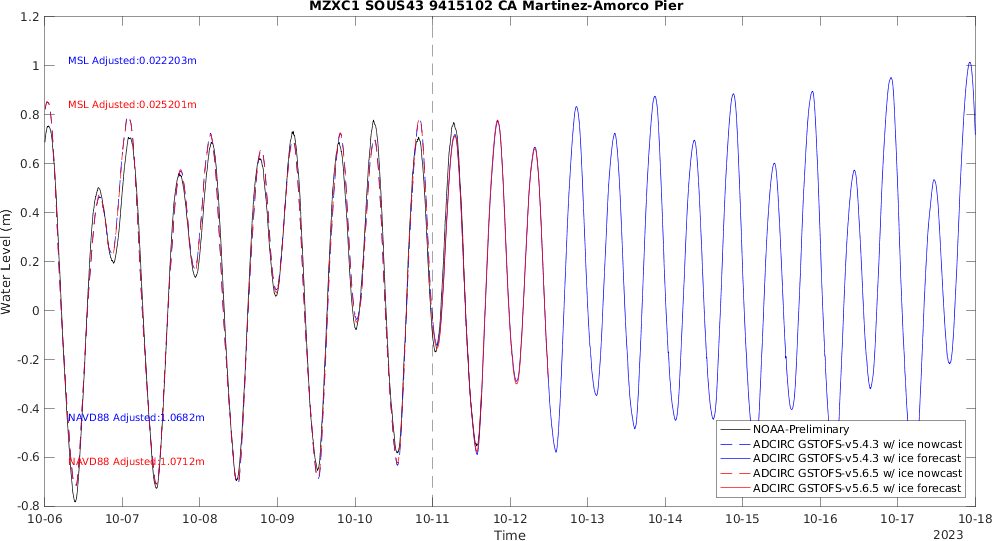 MZXC1 SOUS43 9415102 CA Martinez-Amorco Pier
1.2
1
0.8
0.6
0.4
0.2
0
-0.2
-0.4
-0.6
-0.8
Water Level (m)
MSL Adjusted:0.022203m
MSL Adjusted:0.025201m
NAVD88 Adjusted:1.0682m
NAVD88 Adjusted:1.0712m
NOAA-Preliminary
ADCIRC GSTOFS-v5.4.3 w/ ice nowcast
ADCIRC GSTOFS-v5.4.3 w/ ice forecast
ADCIRC GSTOFS-v5.6.5 w/ ice nowcast
ADCIRC GSTOFS-v5.6.5 w/ ice forecast
10-06 10-07 10-08 10-09 10-10 10-11 10-12 10-13 10-14 10-15 10-16 10-17 10-18
Time
2023